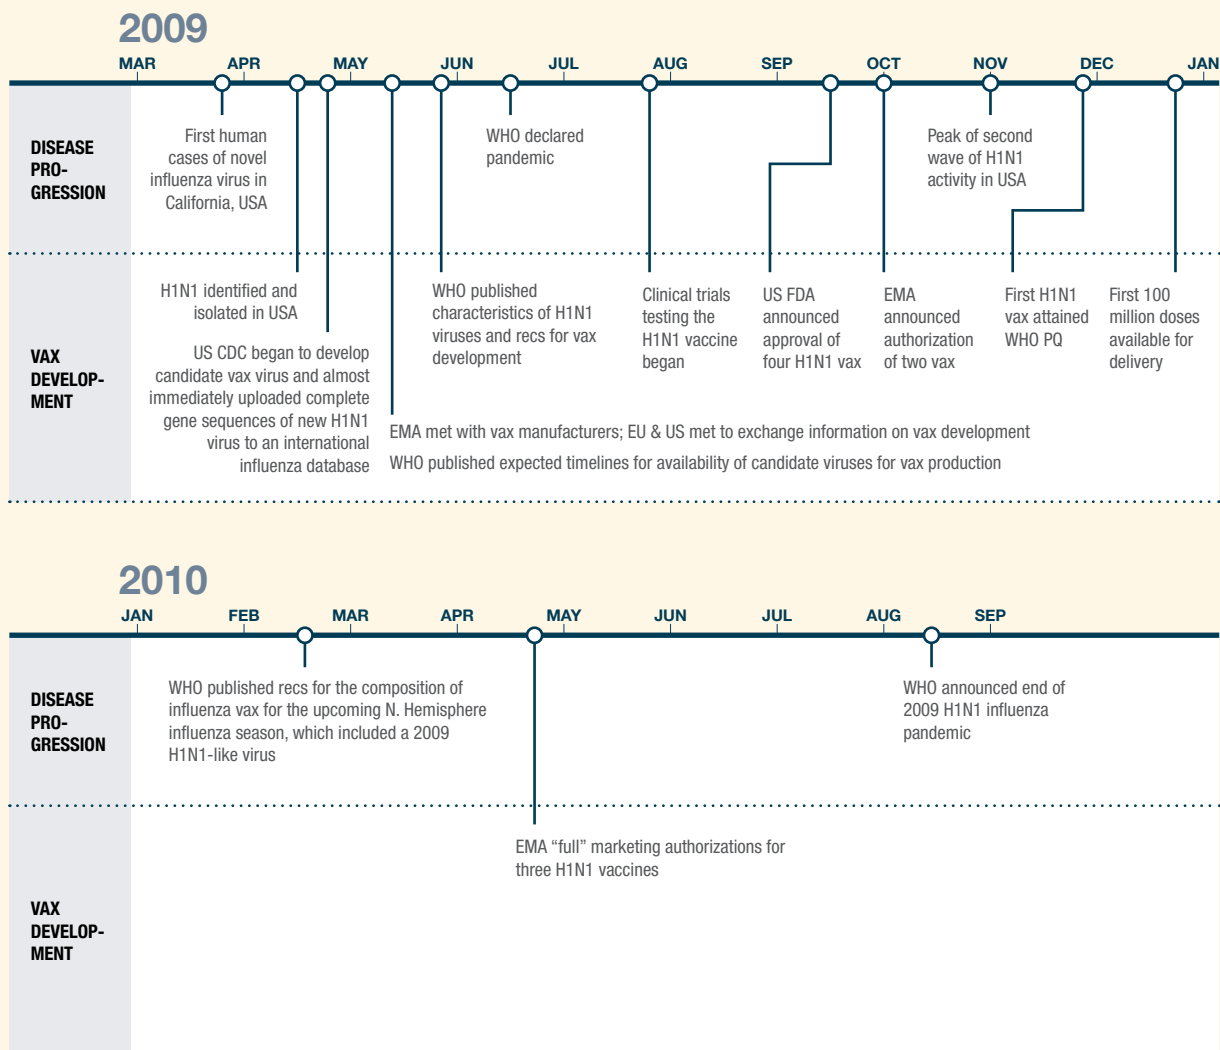 2009
MAR APR MAY JUN JUL AUG SEP OCT NOV DEC JAN
DISEASE
PRO-
GRESSION
First human
cases of novel
influenza virus in
California, USA
WHO declared
pandemic
Peak of second
wave of H1N1
activity in USA
VAX
DEVELOP-
MENT
H1N1 identified and
isolated in USA
US CDC began to develop
candidate vax virus and almost
immediately uploaded complete
gene sequences of new H1N1
virus to an international
influenza database
EMA met with vax manufacturers; EU & US met to exchange information on vax development
WHO published expected timelines for availability of candidate viruses for vax production
WHO published
characteristics of H1N1
viruses and recs for vax
development
Clinical trials
testing the
H1N1 vaccine
began
US FDA
announced
approval of
four H1N1 vax
EMA
announced
authorization
of two vax
First H1N1
vax attained
WHO PQ
First 100
million doses
available for
delivery
2010
JAN FEB MAR APR MAY JUN JUL AUG SEP
DISEASE
PRO-
GRESSION
WHO published recs for the composition of
influenza vax for the upcoming N. Hemisphere
influenza season, which included a 2009
H1N1-like virus
WHO announced end of
2009 H1N1 influenza
pandemic
VAX
DEVELOP-
MENT
EMA “full” marketing authorizations for
three H1N1 vaccines